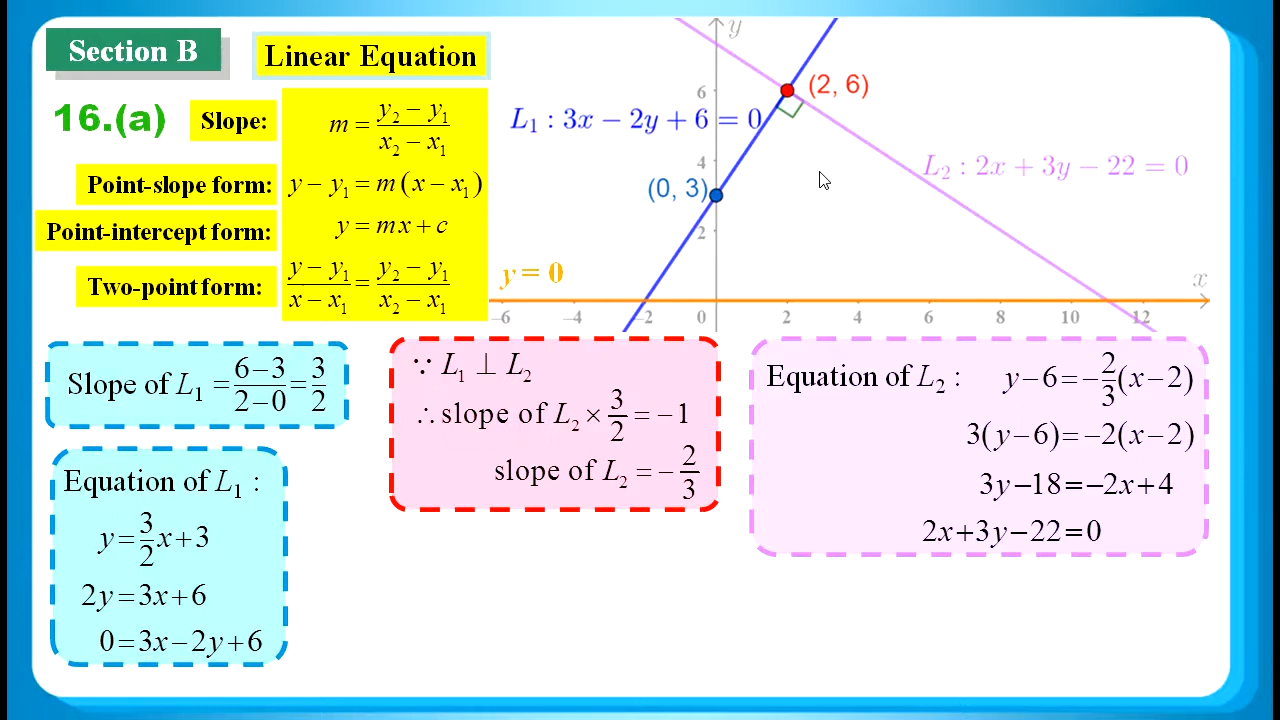 Section B
Linear Equation
16.(a)
Slope: m = (y₂ − y₁)/(x₂ − x₁)
Point-slope form: y − y₁ = m(x − x₁)
Point-intercept form: y = mx + c
Two-point form: (y − y₁)/(x − x₁) = (y₂ − y₁)/(x₂ − x₁)
y
6
(2, 6)
L₁ : 3x − 2y + 6 = 0
4
L₂ : 2x + 3y − 22 = 0
(0, 3)
2
y = 0
x
−6 −4 −2 0 2 4 6 8 10 12
Slope of L₁ = (6−3)/(2−0) = 3/2
Equation of L₁ :
y = 3/2 x + 3
2y = 3x + 6
0 = 3x − 2y + 6
∵ L₁ ⊥ L₂
∴ slope of L₂ × 3/2 = −1
slope of L₂ = −2/3
Equation of L₂ : y − 6 = −2/3 (x − 2)
3(y − 6) = −2(x − 2)
3y − 18 = −2x + 4
2x + 3y − 22 = 0